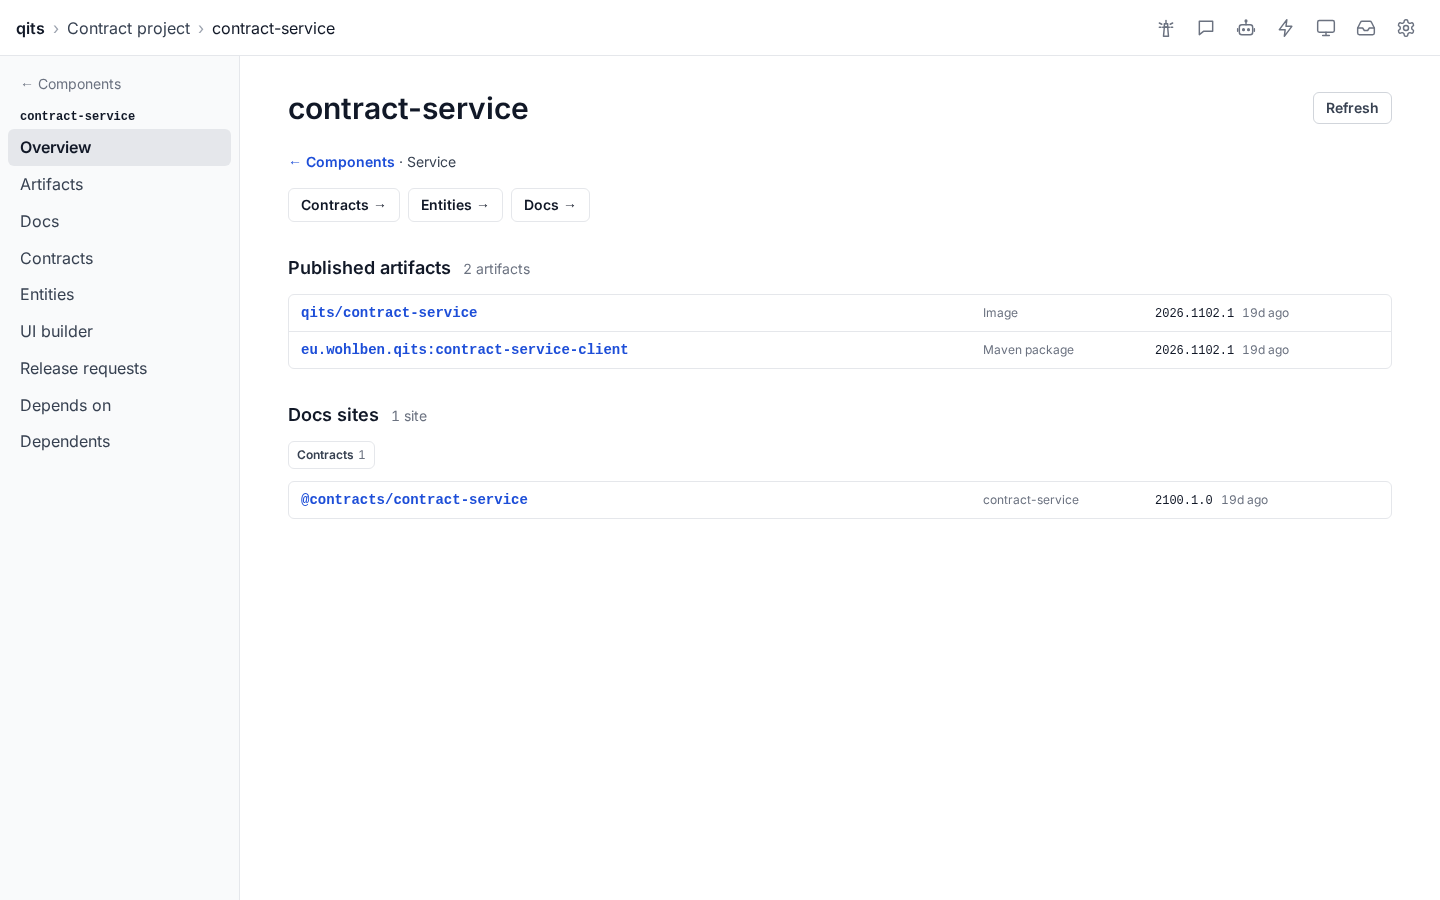 qits › Contract project › contract-service
← Components
contract-service
Overview
Artifacts
Docs
Contracts
Entities
UI builder
Release requests
Depends on
Dependents
contract-service
Refresh
← Components · Service
Contracts → Entities → Docs →
Published artifacts 2 artifacts
qits/contract-service Image 2026.1102.1 19d ago
eu.wohlben.qits:contract-service-client Maven package 2026.1102.1 19d ago
Docs sites 1 site
Contracts 1
@contracts/contract-service contract-service 2100.1.0 19d ago